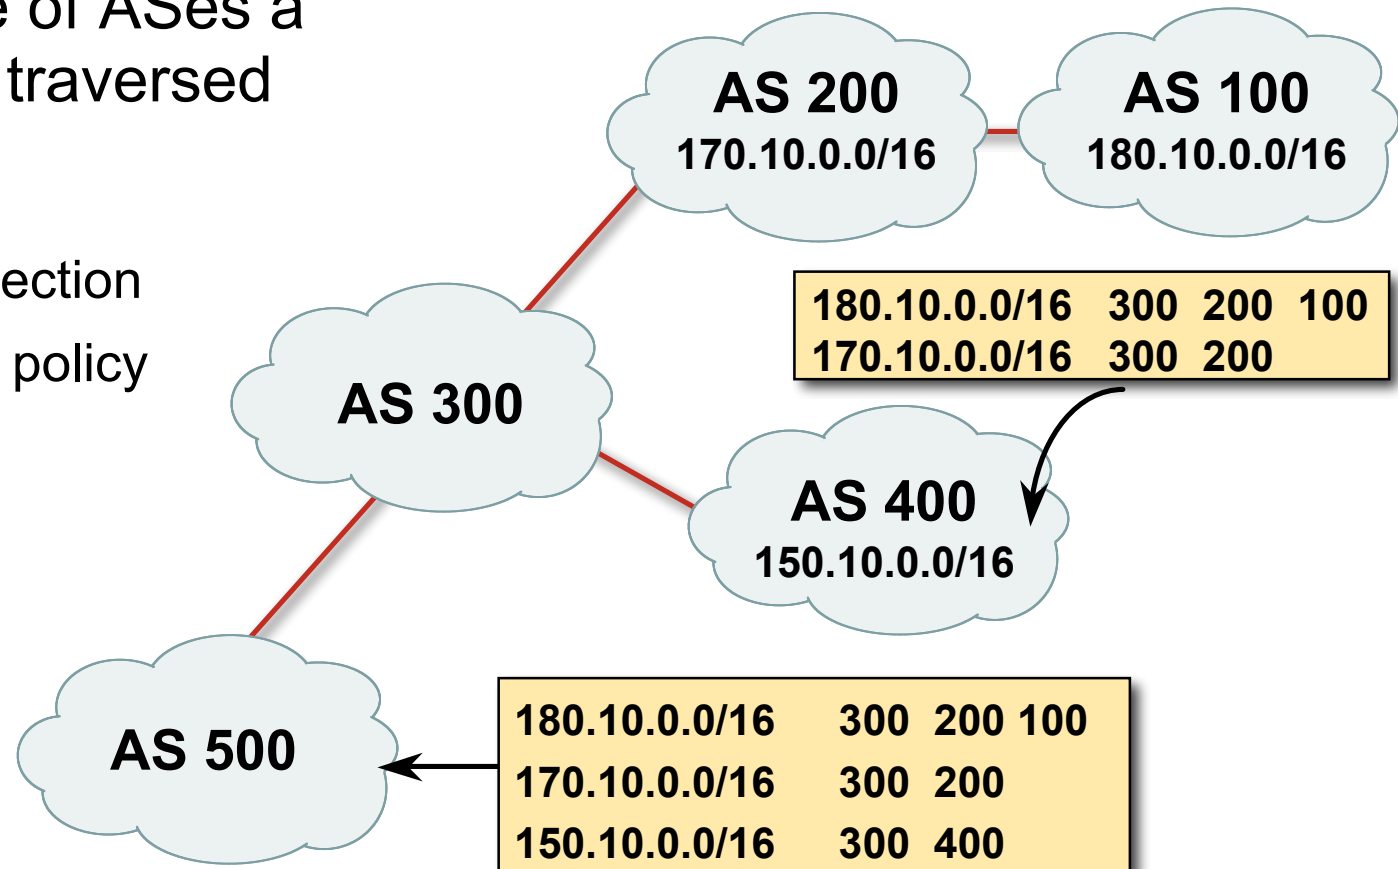 e of ASes a
traversed
ection
policy
AS 200
170.10.0.0/16
AS 100
180.10.0.0/16
180.10.0.0/16 300 200 100
170.10.0.0/16 300 200
AS 300
AS 400
150.10.0.0/16
AS 500
180.10.0.0/16 300 200 100
170.10.0.0/16 300 200
150.10.0.0/16 300 400